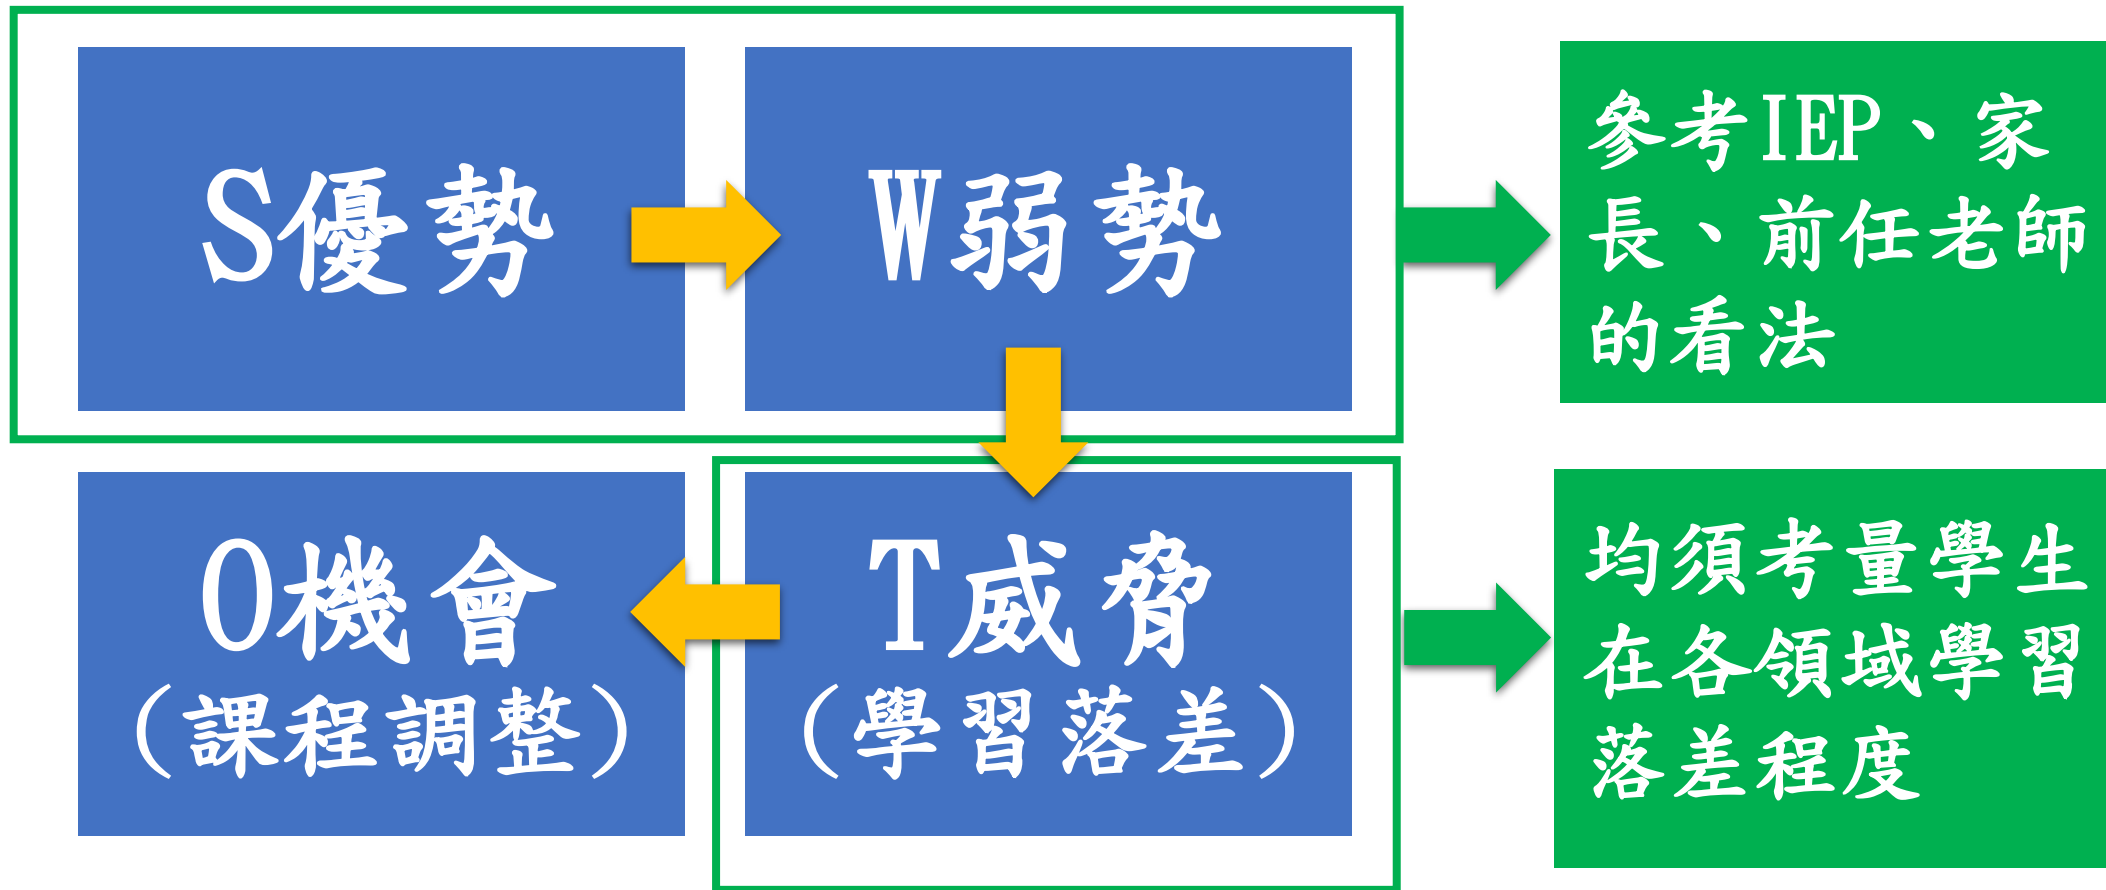 S優勢
W弱勢
參考IEP、家
長、前任老師
的看法
O機會
(課程調整)
T威脅
(學習落差)
均須考量學生
在各領域學習
落差程度